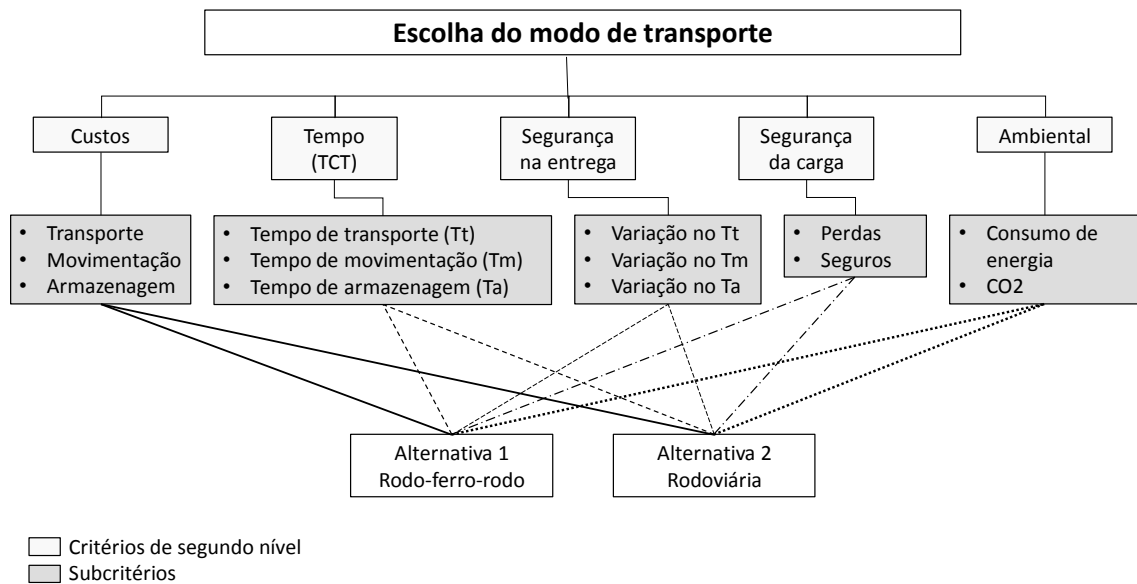 Escolha do modo de transporte
Custos
Tempo
(TCT)
Segurança
na entrega
Segurança
da carga
Ambiental
• Transporte
• Movimentação
• Armazenagem
• Tempo de transporte (Tt)
• Tempo de movimentação (Tm)
• Tempo de armazenagem (Ta)
• Variação no Tt
• Variação no Tm
• Variação no Ta
• Perdas
• Seguros
• Consumo de
energia
• CO2
Alternativa 1
Rodo-ferro-rodo
Alternativa 2
Rodoviária
Critérios de segundo nível
Subcritérios